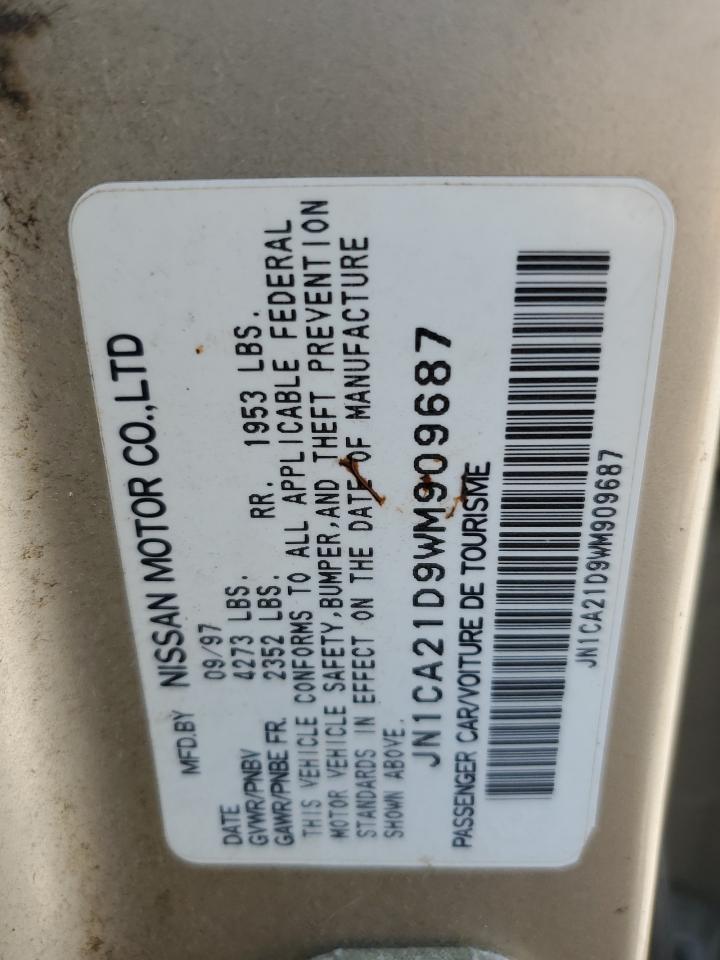 MFD.BY NISSAN MOTOR CO.,LTD
DATE 09/97
GVWR/PNBV 4273 LBS.
GAWR/PNBE FR. 2352 LBS. RR. 1953 LBS.
THIS VEHICLE CONFORMS TO ALL APPLICABLE FEDERAL
MOTOR VEHICLE SAFETY,BUMPER,AND THEFT PREVENTION
STANDARDS IN EFFECT ON THE DATE OF MANUFACTURE
SHOWN ABOVE.
JN1CA21D9WM909687
PASSENGER CAR/VOITURE DE TOURISME
JN1CA21D9WM909687